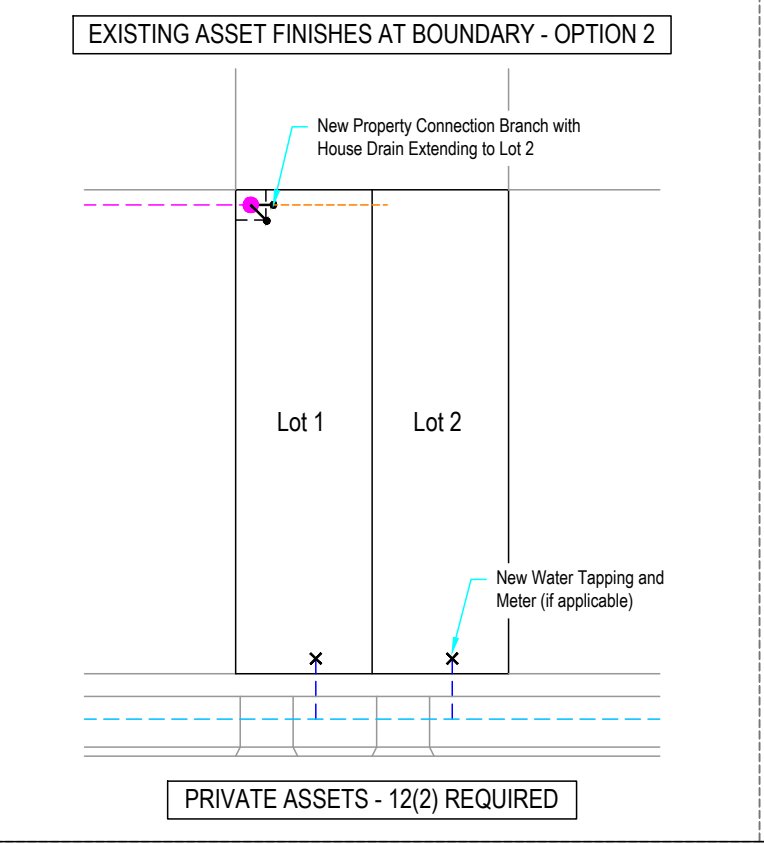 EXISTING ASSET FINISHES AT BOUNDARY - OPTION 2
New Property Connection Branch with
House Drain Extending to Lot 2
Lot 1
Lot 2
New Water Tapping and
Meter (if applicable)
PRIVATE ASSETS - 12(2) REQUIRED